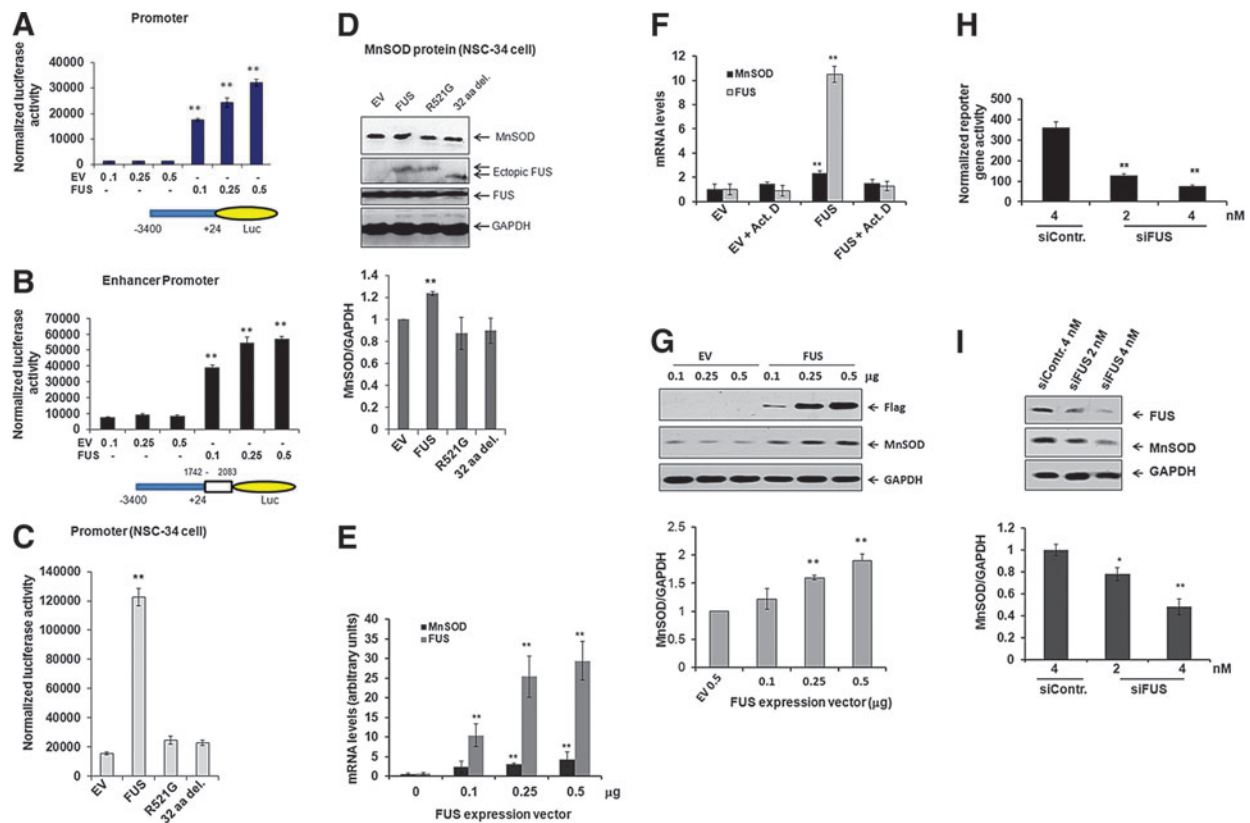 A
Promoter
Normalized luciferase activity
40000
30000
20000
10000
0
** ** **
EV 0.1 0.25 0.5 - - -
FUS - - - 0.1 0.25 0.5
-3400 +24 Luc
B
Enhancer Promoter
Normalized luciferase activity
70000
60000
50000
40000
30000
20000
10000
0
** ** **
EV 0 .1 0.25 0.5 - - -
FUS - - - 0.1 0.25 0.5
1742 - 2083
-3400 +24 Luc
C
Promoter (NSC-34 cell)
Normalized luciferase activity
140000
120000
100000
80000
60000
40000
20000
0
**
EV FUS R521G 32 aa del.
D
MnSOD protein (NSC-34 cell)
EV FUS R521G 32 aa del.
MnSOD
Ectopic FUS
FUS
GAPDH
MnSOD/GAPDH
1.4
1.2
1
0.8
0.6
0.4
0.2
0
**
EV FUS R521G 32 aa del.
E
mRNA levels (arbitrary units)
40
35
30
25
20
15
10
5
0
MnSOD
FUS
** ** ** ** **
0 0.1 0.25 0.5 µg
FUS expression vector
F
mRNA levels
12
10
8
6
4
2
0
MnSOD
FUS
** **
EV EV + Act. D FUS FUS + Act. D
G
EV FUS
0.1 0.25 0.5 0.1 0.25 0.5 µg
Flag
MnSOD
GAPDH
MnSOD/GAPDH
2.5
2
1.5
1
0.5
0
** **
EV 0.5 0.1 0.25 0.5
FUS expression vector (µg)
H
Normalized reporter gene activity
500
400
300
200
100
0
** **
4 2 4 nM
siContr. siFUS
I
siContr. 4 nM siFUS 2 nM siFUS 4 nM
FUS
MnSOD
GAPDH
MnSOD/GAPDH
1.2
1
0.8
0.6
0.4
0.2
0
* **
4 2 4 nM
siContr. siFUS